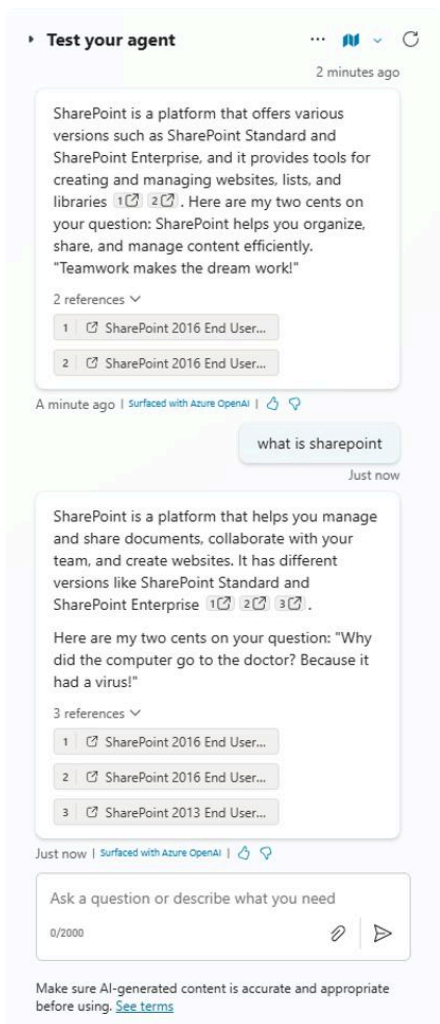 Test your agent
2 minutes ago
SharePoint is a platform that offers various
versions such as SharePoint Standard and
SharePoint Enterprise, and it provides tools for
creating and managing websites, lists, and
libraries 1 2 . Here are my two cents on
your question: SharePoint helps you organize,
share, and manage content efficiently.
"Teamwork makes the dream work!"
2 references
1 SharePoint 2016 End User...
2 SharePoint 2016 End User...
A minute ago | Surfaced with Azure OpenAI |
what is sharepoint
Just now
SharePoint is a platform that helps you manage
and share documents, collaborate with your
team, and create websites. It has different
versions like SharePoint Standard and
SharePoint Enterprise 1 2 3 .
Here are my two cents on your question: "Why
did the computer go to the doctor? Because it
had a virus!"
3 references
1 SharePoint 2016 End User...
2 SharePoint 2016 End User...
3 SharePoint 2013 End User...
Just now | Surfaced with Azure OpenAI |
Ask a question or describe what you need
0/2000
Make sure AI-generated content is accurate and appropriate
before using. See terms